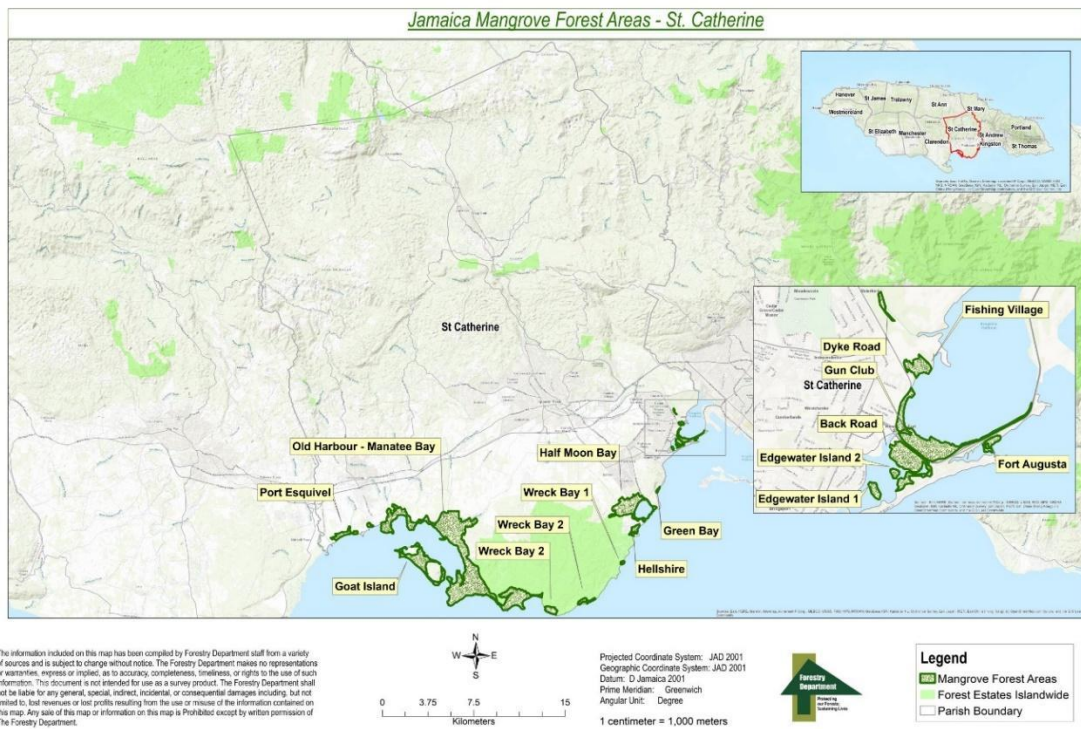 Jamaica Mangrove Forest Areas - St. Catherine
Hanover
St James
Trelawny
St Ann
St Mary
Westmoreland
St Elizabeth
Manchester
Clarendon
St Catherine
St Andrew
Kingston
Portland
St Thomas
St Catherine
Fishing Village
Dyke Road
Gun Club
St Catherine
Back Road
Edgewater Island 2
Fort Augusta
Edgewater Island 1
Old Harbour - Manatee Bay
Half Moon Bay
Port Esquivel
Wreck Bay 1
Wreck Bay 2
Green Bay
Wreck Bay 2
Hellshire
Goat Island
The information included on this map has been compiled by Forestry Department staff from a variety
of sources and is subject to change without notice. The Forestry Department makes no representations
or warranties, express or implied, as to accuracy, completeness, timeliness, or rights to the use of such
information. This document is not intended for use as a survey product. The Forestry Department shall
not be liable for any general, special, indirect, incidental, or consequential damages including, but not
limited to, lost revenues or lost profits resulting from the use or misuse of the information contained on
this map. Any sale of this map or information on this map is Prohibited except by written permission of
The Forestry Department.
N
W E
S
0 3.75 7.5 15
Kilometers
Projected Coordinate System: JAD 2001
Geographic Coordinate System: JAD 2001
Datum: D Jamaica 2001
Prime Meridian: Greenwich
Angular Unit: Degree
1 centimeter = 1,000 meters
Forestry
Department
Protecting
our Forests;
Sustaining Lives
Legend
Mangrove Forest Areas
Forest Estates Islandwide
Parish Boundary